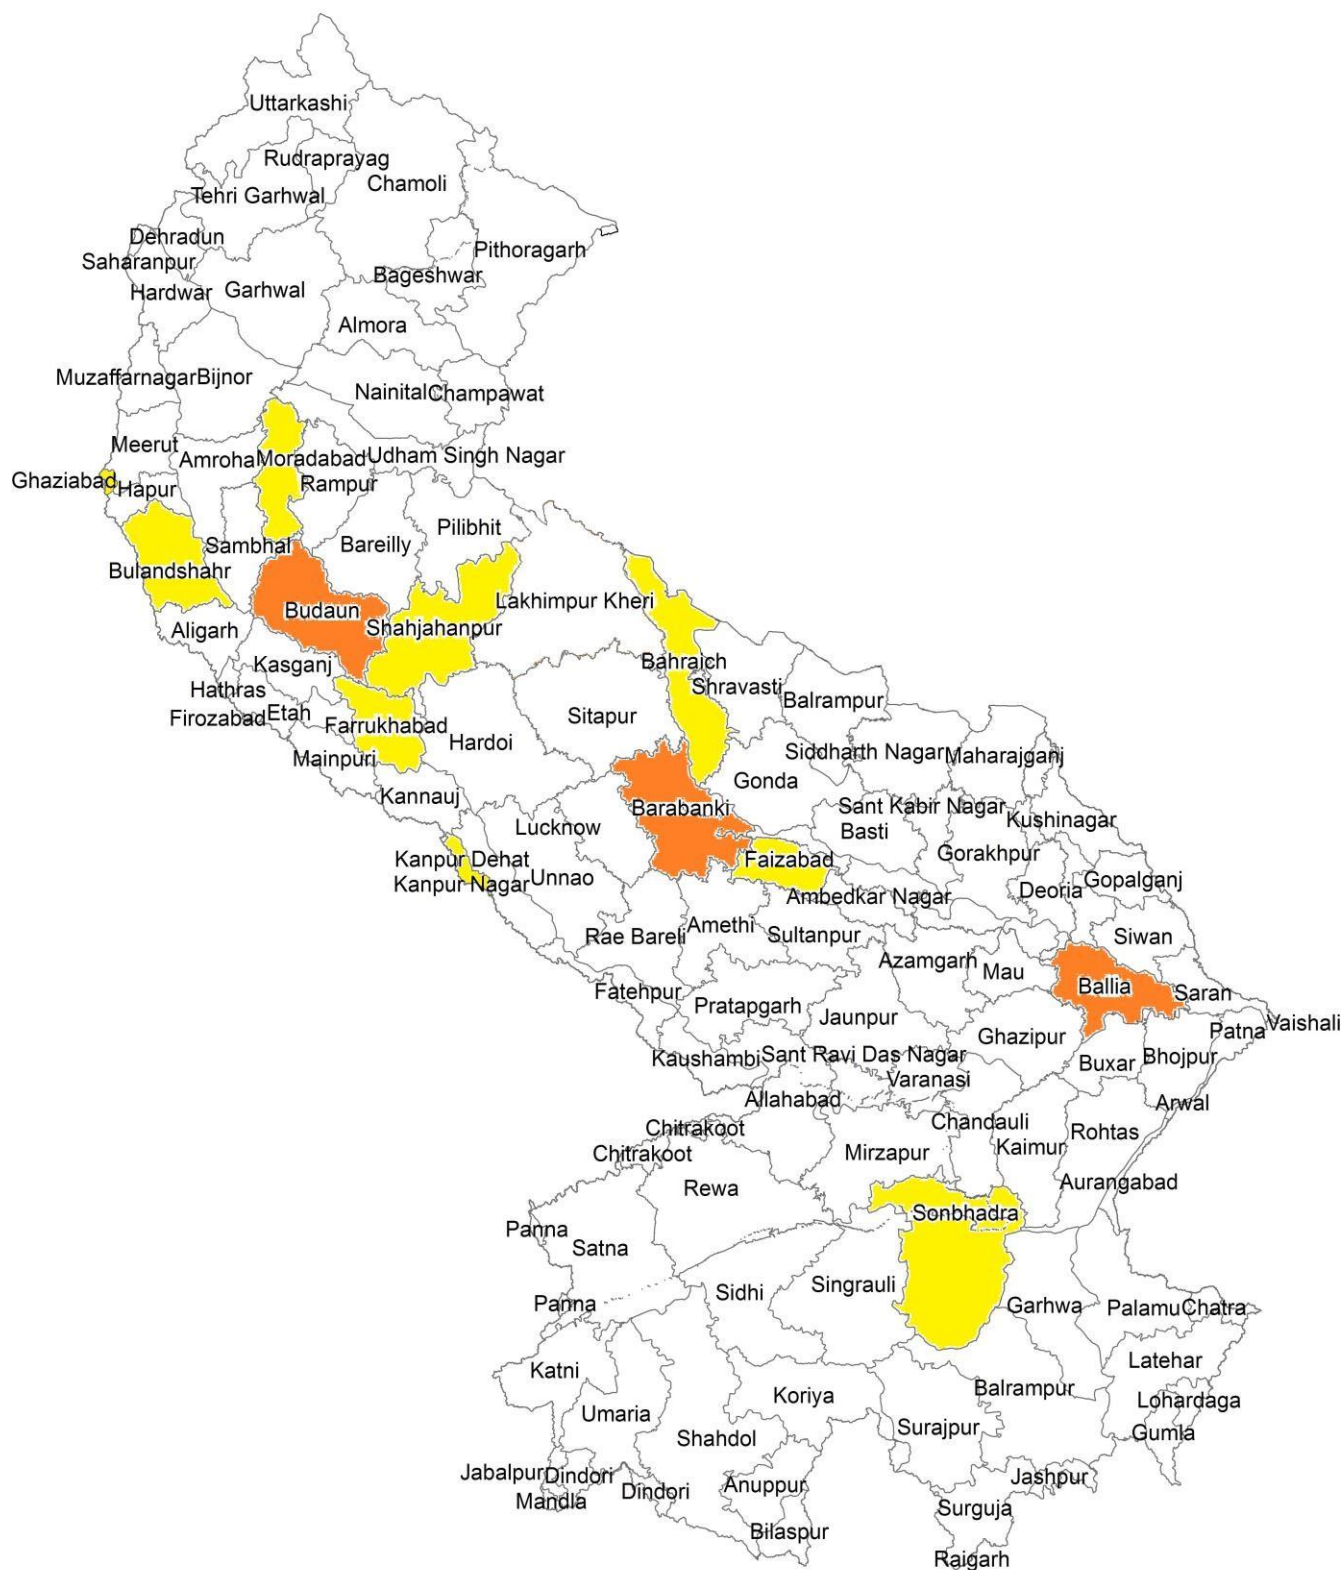 Uttarkashi
Rudraprayag
Chamoli
Tehri Garhwal
Dehradun
Pithoragarh
Saharanpur
Bageshwar
Hardwar
Garhwal
Almora
Muzaffarnagar
Bijnor
Nainital
Champawat
Meerut
Amroha
Moradabad
Udham Singh Nagar
Ghaziabad
Hapur
Rampur
Pilibhit
Sambhal
Bareilly
Bulandshahr
Budaun
Lakhimpur Kheri
Aligarh
Shahjahanpur
Kasganj
Bahraich
Shravasti
Hathras
Balrampur
Firozabad
Etah
Farrukhabad
Sitapur
Hardoi
Mainpuri
Siddharth Nagar
Maharajganj
Gonda
Kannauj
Barabanki
Sant Kabir Nagar
Lucknow
Basti
Kushinagar
Kanpur Dehat
Faizabad
Gorakhpur
Kanpur Nagar
Unnao
Ambedkar Nagar
Deoria
Gopalganj
Rae Bareli
Amethi
Sultanpur
Siwan
Azamgarh
Mau
Ballia
Saran
Fatehpur
Pratapgarh
Jaunpur
Ghazipur
Patna
Vaishali
Kaushambi
Sant Ravi Das Nagar
Buxar
Bhojpur
Varanasi
Allahabad
Arwal
Chitrakoot
Chandauli
Rohtas
Chitrakoot
Mirzapur
Kaimur
Rewa
Aurangabad
Sonbhadra
Panna
Satna
Sidhi
Singrauli
Panna
Garhwa
Palamu
Chatra
Katni
Latehar
Koriya
Balrampur
Lohardaga
Umaria
Shahdol
Surajpur
Gumla
Jabalpur
Dindori
Jashpur
Mandla
Dindori
Anuppur
Surguja
Bilaspur
Raigarh